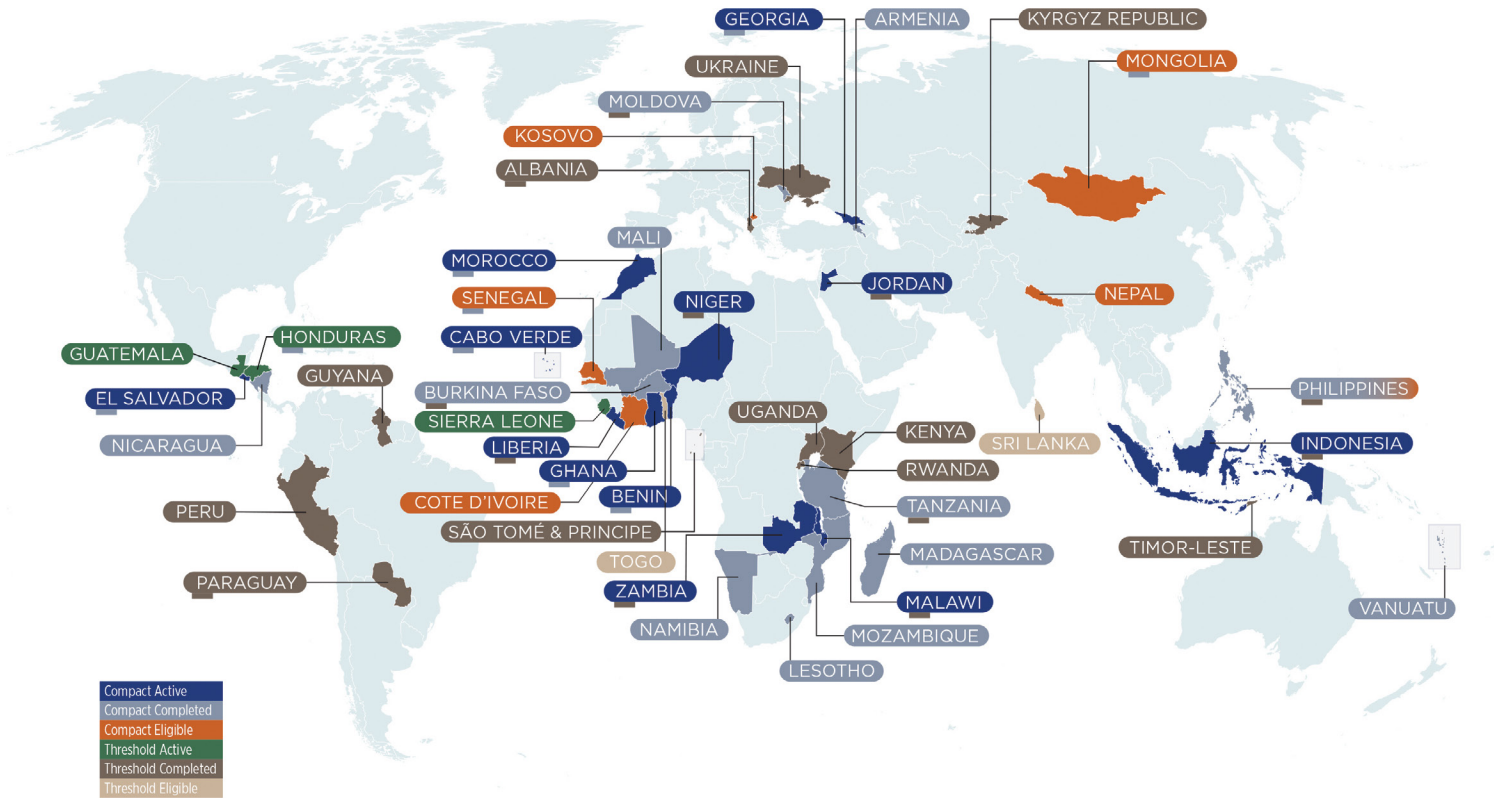 GEORGIA
ARMENIA
KYRGYZ REPUBLIC
UKRAINE
MONGOLIA
MOLDOVA
KOSOVO
ALBANIA
MALI
MOROCCO
JORDAN
SENEGAL
NIGER
NEPAL
CABO VERDE
HONDURAS
GUATEMALA
GUYANA
EL SALVADOR
BURKINA FASO
PHILIPPINES
UGANDA
SIERRA LEONE
KENYA
NICARAGUA
LIBERIA
SRI LANKA
INDONESIA
GHANA
RWANDA
COTE D'IVOIRE
BENIN
TANZANIA
PERU
SÃO TOMÉ & PRINCIPE
TIMOR-LESTE
MADAGASCAR
TOGO
PARAGUAY
ZAMBIA
MALAWI
VANUATU
NAMIBIA
MOZAMBIQUE
LESOTHO
Compact Active
Compact Completed
Compact Eligible
Threshold Active
Threshold Completed
Threshold Eligible